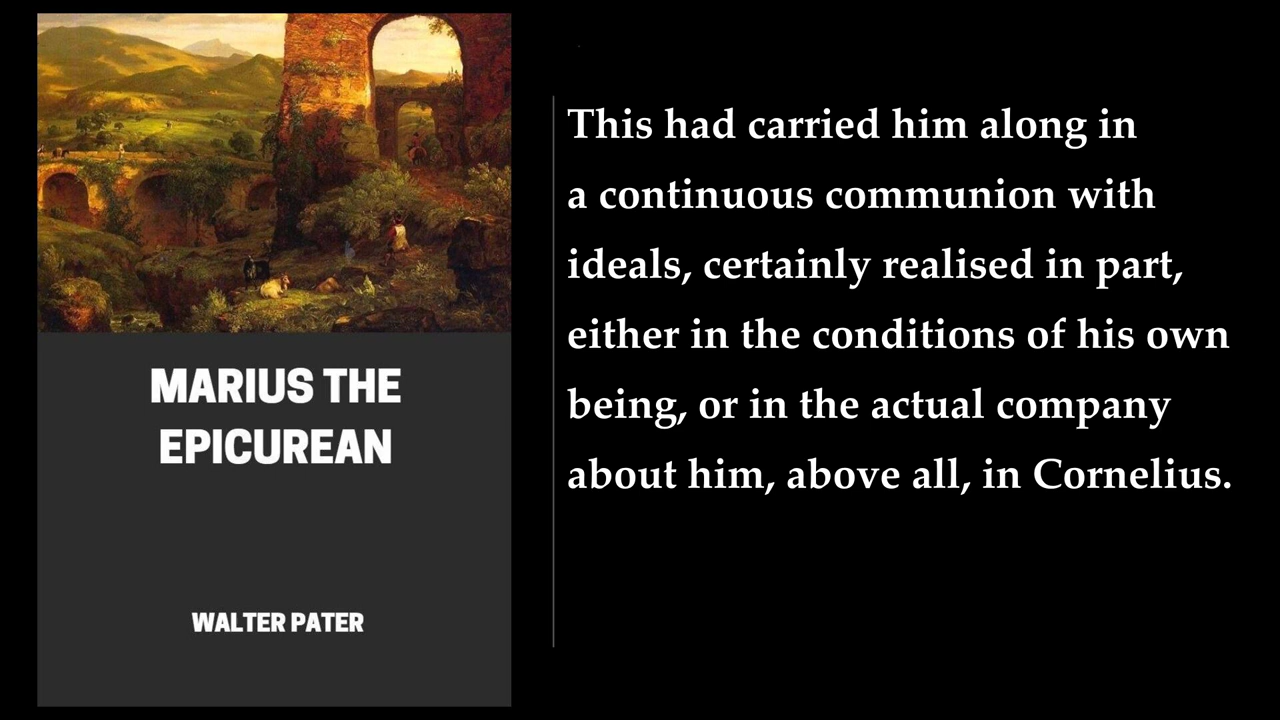 MARIUS THE
EPICUREAN
WALTER PATER
This had carried him along in
a continuous communion with
ideals, certainly realised in part,
either in the conditions of his own
being, or in the actual company
about him, above all, in Cornelius.